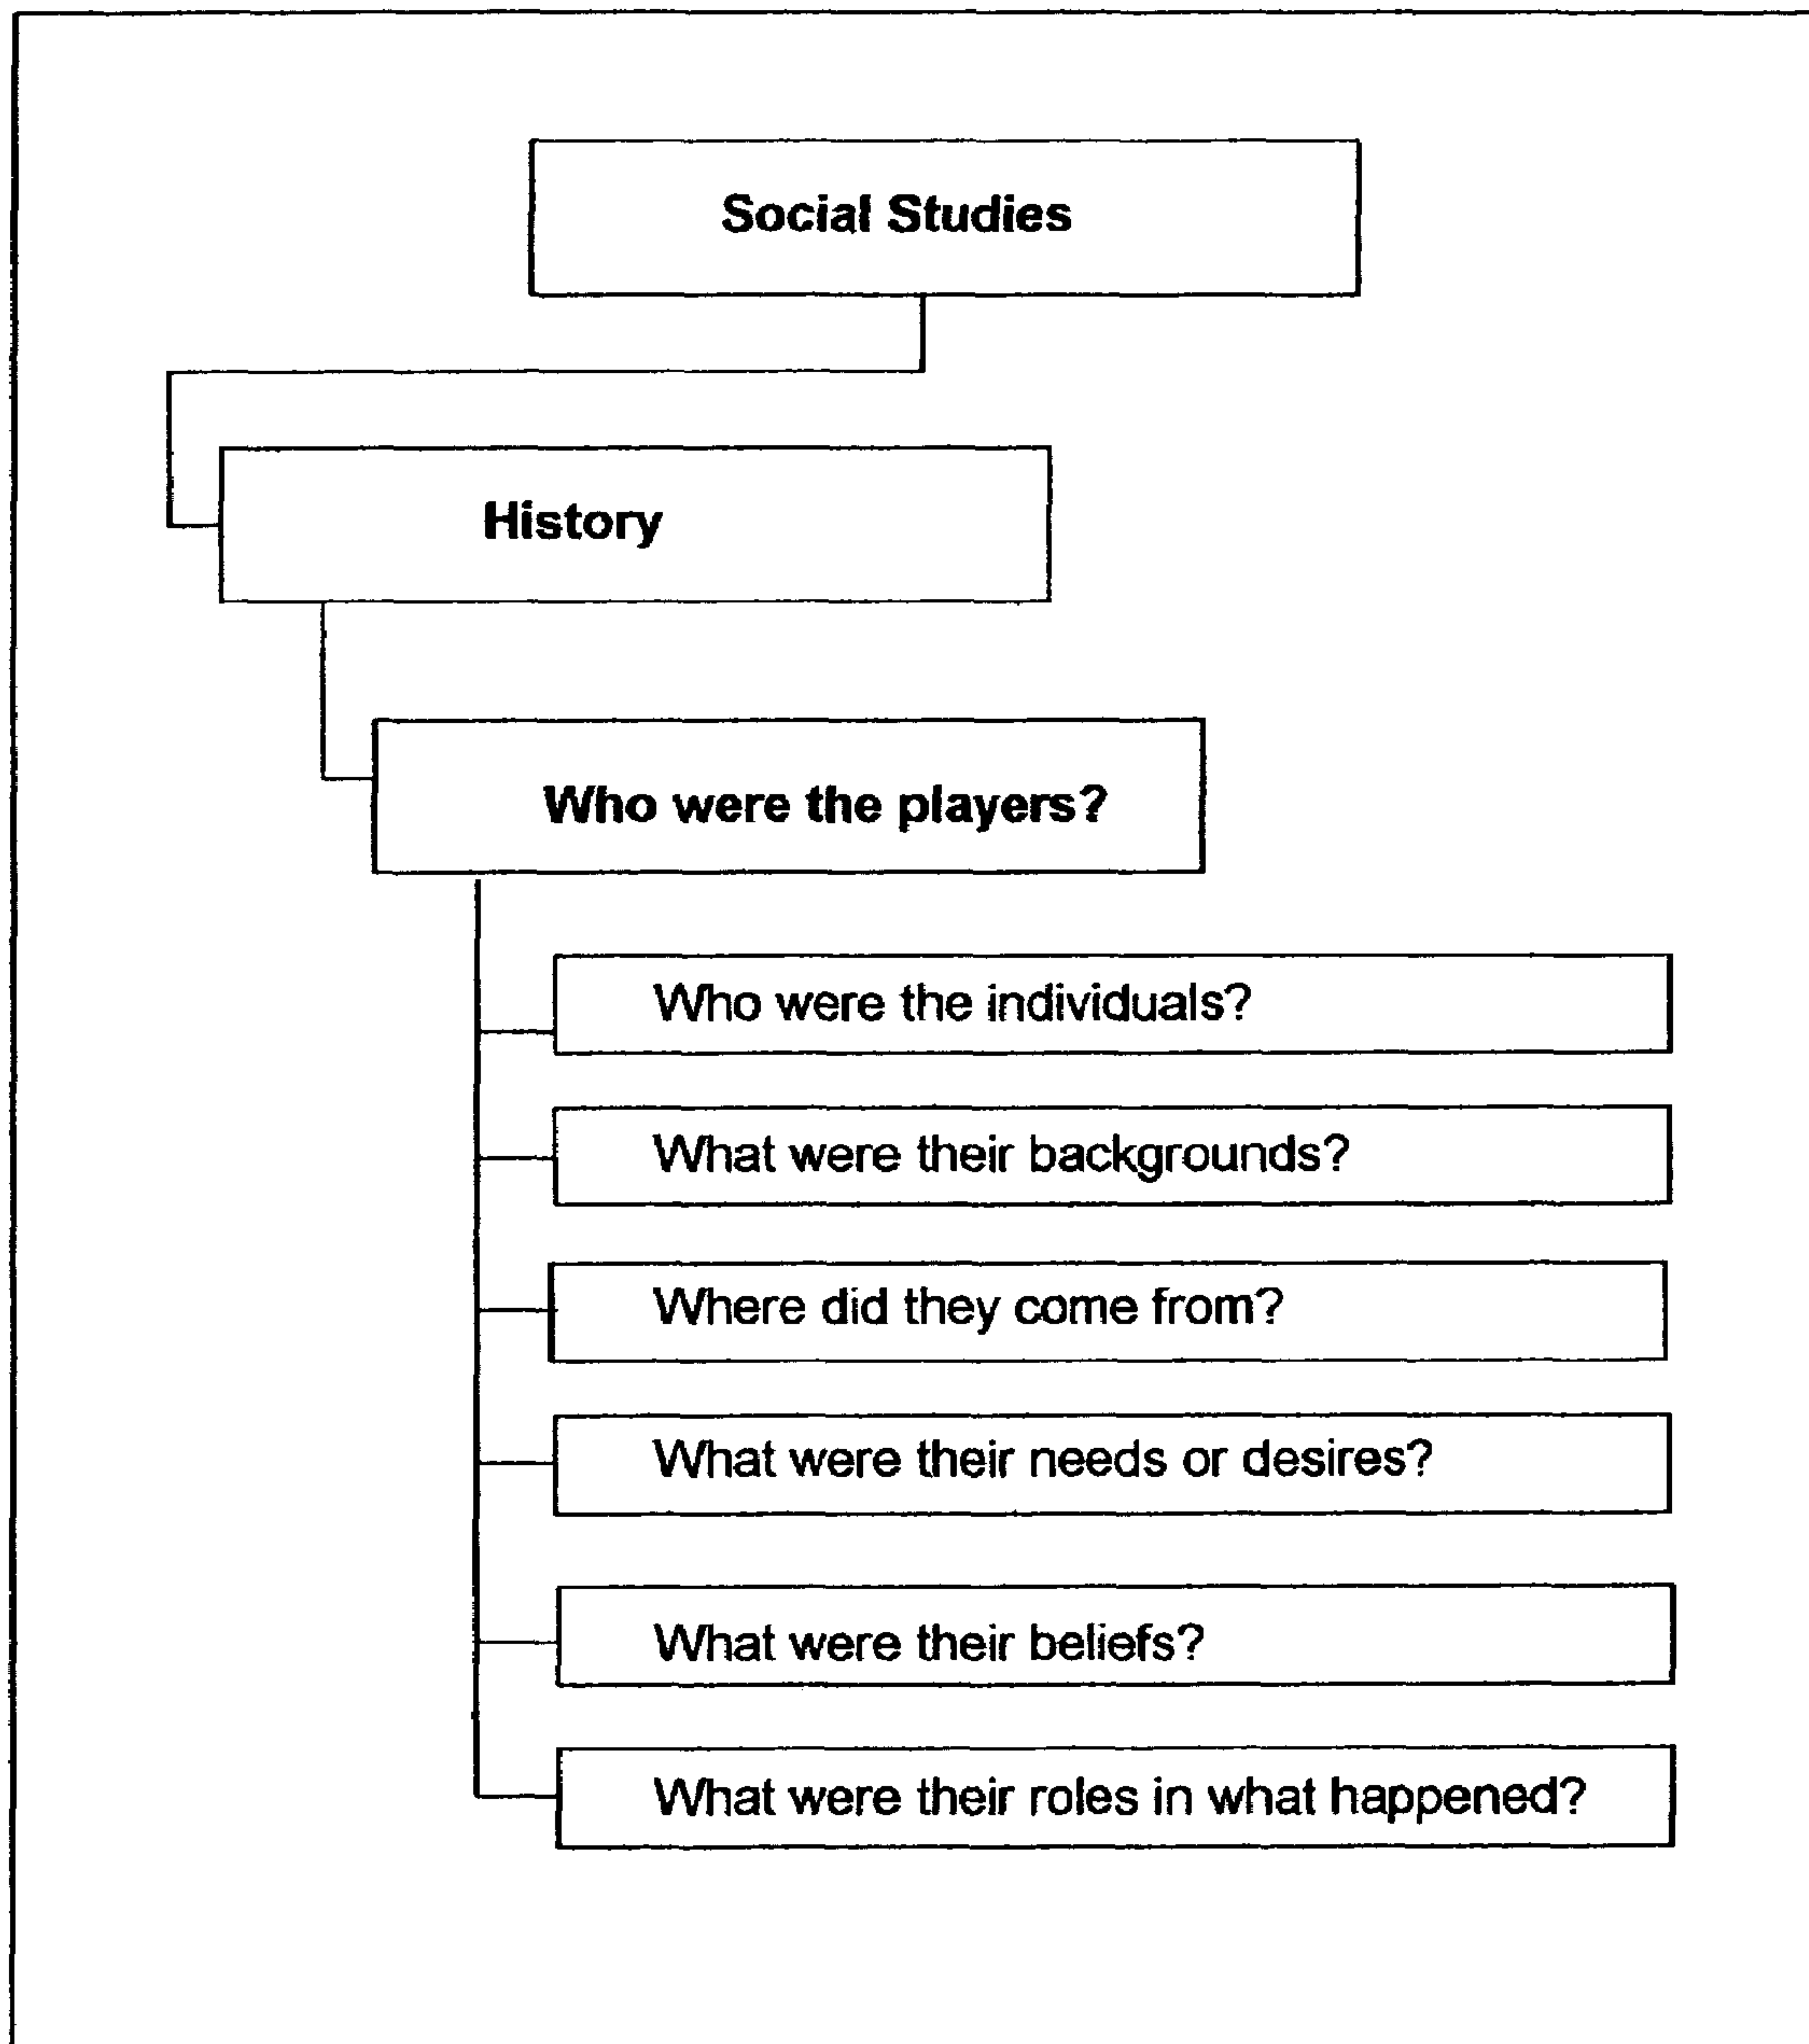 Social Studies
History
Who were the players?
Who were the individuals?
What were their backgrounds?
Where did they come from?
What were their needs or desires?
What were their beliefs?
What were their roles in what happened?